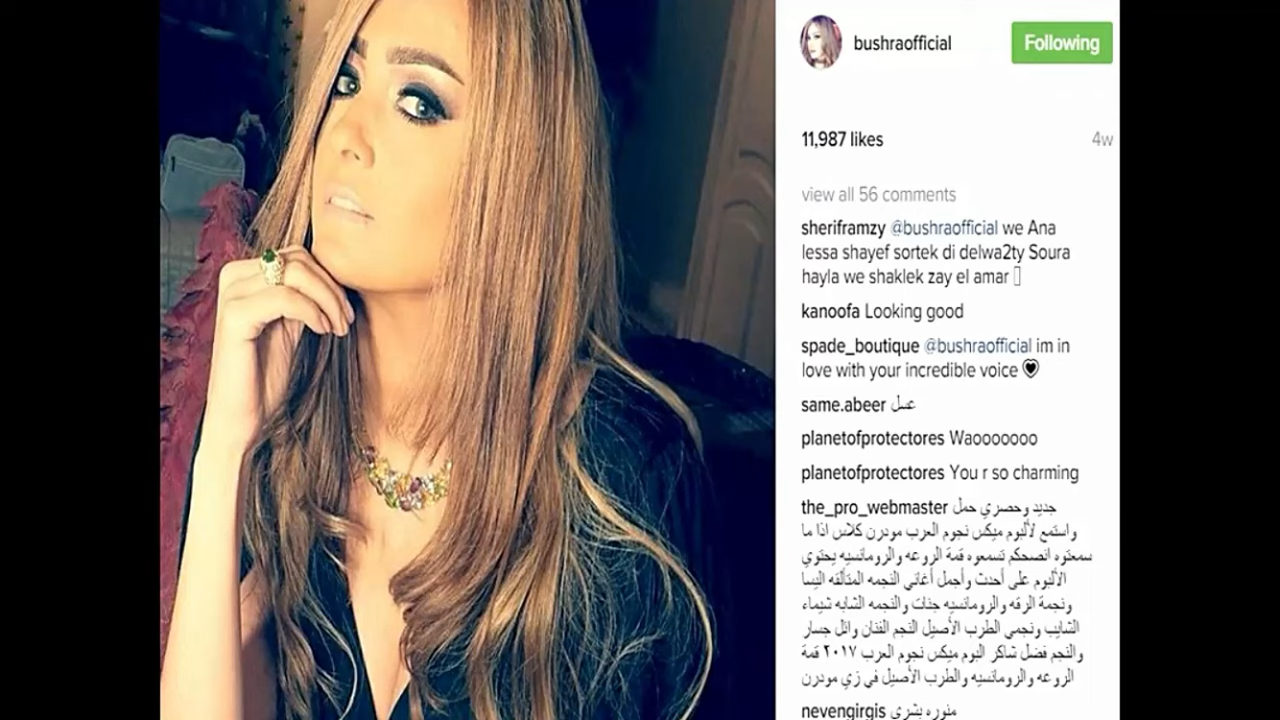 bushraofficial
Following
11,987 likes
4w
view all 56 comments
sheriframzy @bushraofficial we Ana
lessa shayef sortek di delwa2ty Soura
hayla we shaklek zay el amar
kanoofa Looking good
spade_boutique @bushraofficial im in
love with your incredible voice
same.abeer عسل
planetofprotectores Waooooooo
planetofprotectores You r so charming
the_pro_webmaster جديد وحصري حمل
واستمع لألبوم ميكس نجوم العرب مودرن كلاس اذا ما
سمعتوه انصحكم تسمعوه قمة الروعه والرومانسيه يحتوي
الألبوم على أحدث وأجمل أغاني النجمه المتألقه اليسا
ونجمة الرقه والرومانسيه جنات والنجمه الشابه شيماء
الشايب ونجمى الطرب الأصيل النجم الفنان وائل جسار
والنجم فضل شاكر البوم ميكس نجوم العرب ٢٠١٧ قمة
الروعه والرومانسيه والطرب الأصيل في زي مودرن
nevengirgis منوره بشرى